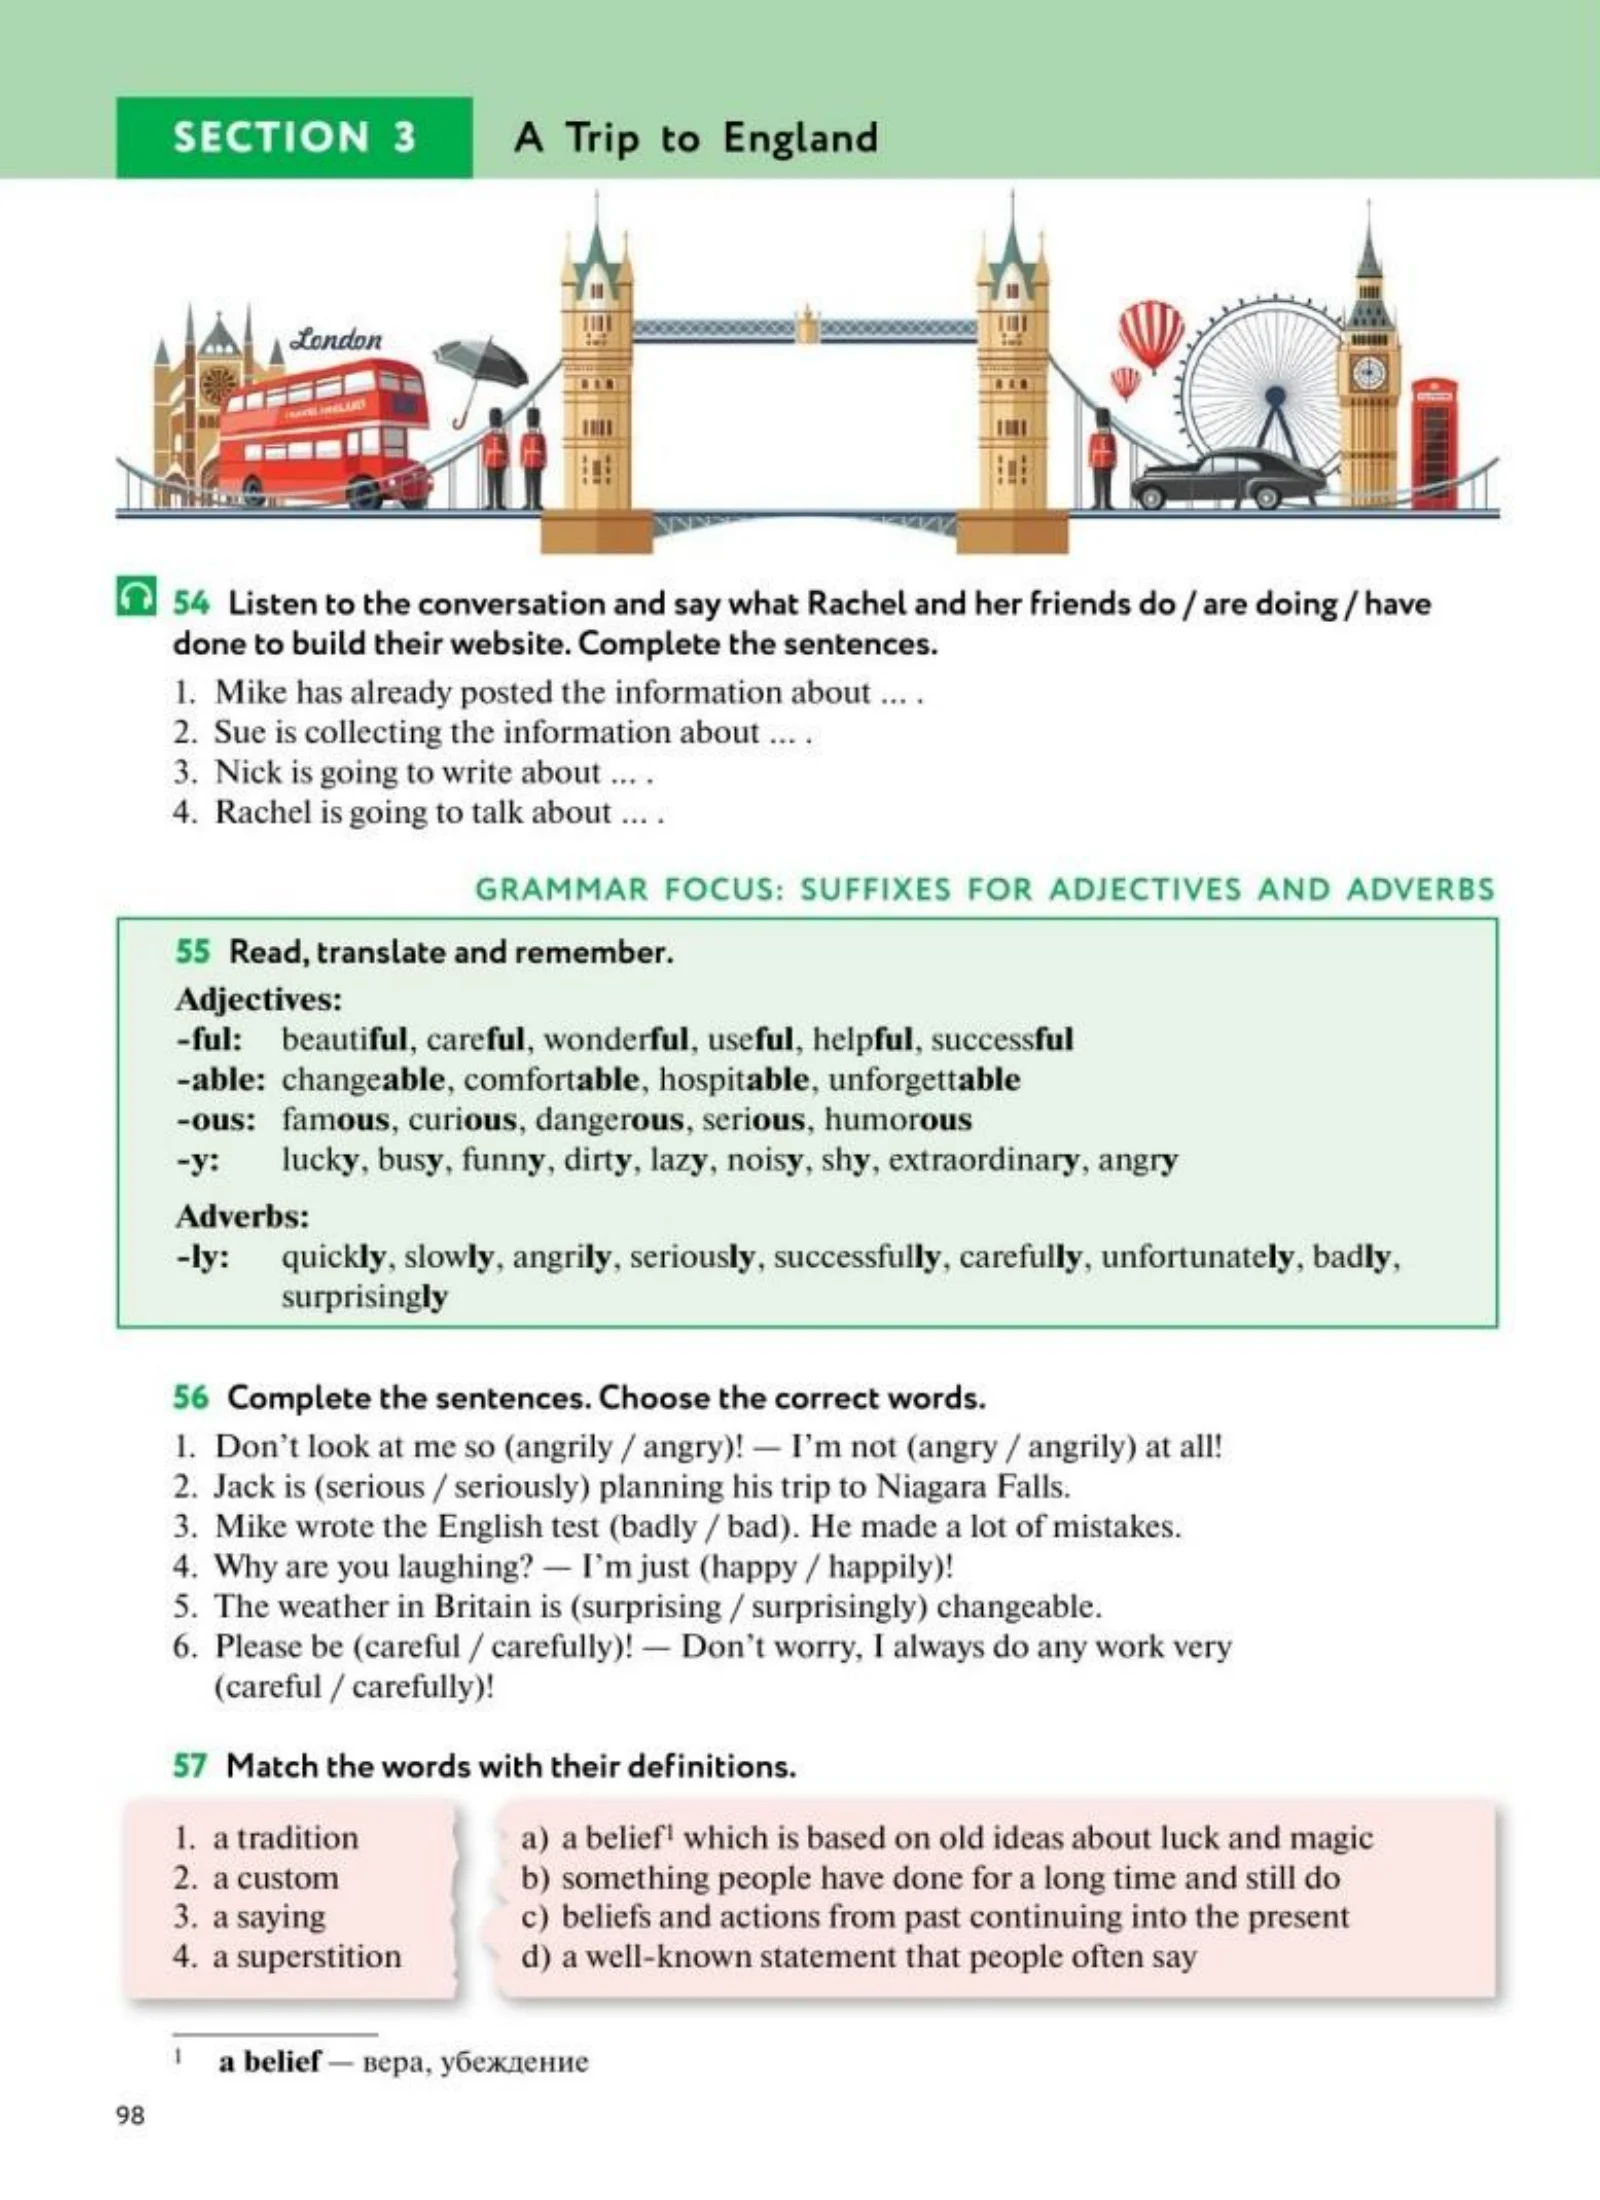 SECTION 3
A Trip to England
London
TRAVEL ENGLAND
54 Listen to the conversation and say what Rachel and her friends do / are doing / have
done to build their website. Complete the sentences.
1. Mike has already posted the information about ... .
2. Sue is collecting the information about ... .
3. Nick is going to write about ... .
4. Rachel is going to talk about ... .
GRAMMAR FOCUS: SUFFIXES FOR ADJECTIVES AND ADVERBS
55 Read, translate and remember.
Adjectives:
-ful: beautiful, careful, wonderful, useful, helpful, successful
-able: changeable, comfortable, hospitable, unforgettable
-ous: famous, curious, dangerous, serious, humorous
-y: lucky, busy, funny, dirty, lazy, noisy, shy, extraordinary, angry
Adverbs:
-ly: quickly, slowly, angrily, seriously, successfully, carefully, unfortunately, badly,
surprisingly
56 Complete the sentences. Choose the correct words.
1. Don't look at me so (angrily / angry)! — I'm not (angry / angrily) at all!
2. Jack is (serious / seriously) planning his trip to Niagara Falls.
3. Mike wrote the English test (badly / bad). He made a lot of mistakes.
4. Why are you laughing? — I'm just (happy / happily)!
5. The weather in Britain is (surprising / surprisingly) changeable.
6. Please be (careful / carefully)! — Don't worry, I always do any work very
(careful / carefully)!
57 Match the words with their definitions.
1. a tradition
2. a custom
3. a saying
4. a superstition
a) a belief¹ which is based on old ideas about luck and magic
b) something people have done for a long time and still do
c) beliefs and actions from past continuing into the present
d) a well-known statement that people often say
¹ a belief — вера, убеждение
98